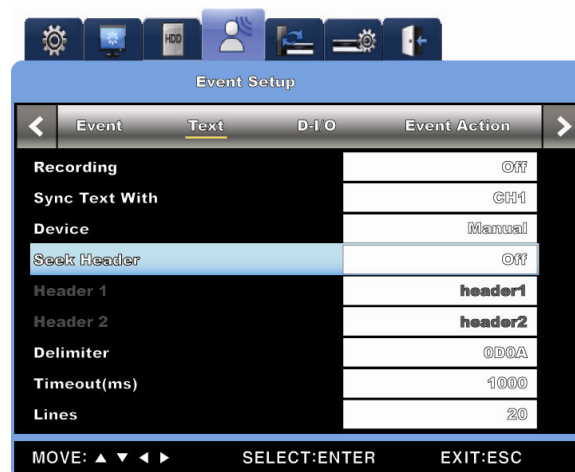 HDD
Event Setup
Event Text D-I.O Event Action
Recording Off
Sync Text With CH1
Device Manual
Seek Header Off
Header 1 header1
Header 2 header2
Delimiter 0D0A
Timeout(ms) 1000
Lines 20
MOVE: ▲ ▼ ◀ ▶ SELECT:ENTER EXIT:ESC